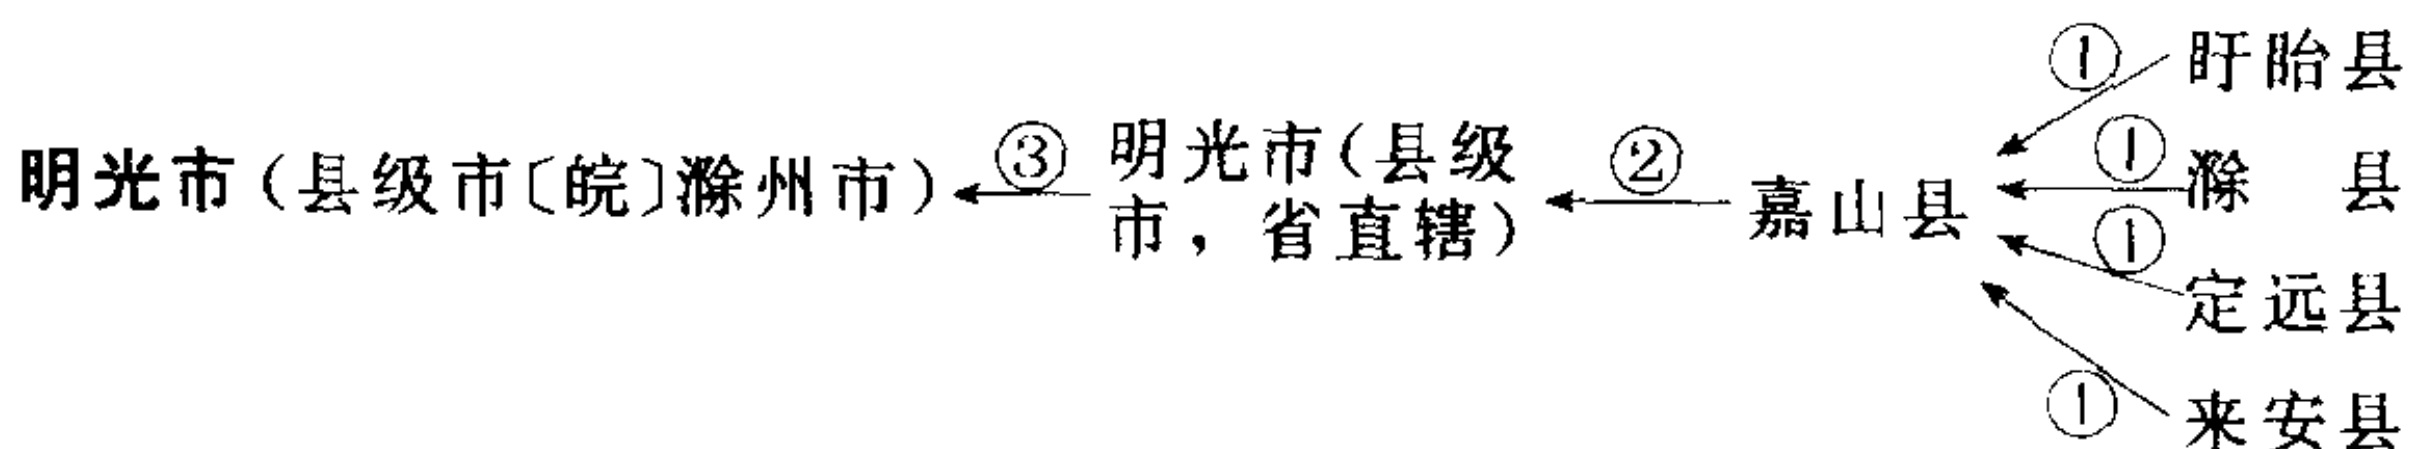 明光市（县级市〔皖〕滁州市）
③
明光市（县级
市，省直辖）
②
嘉山县
①
盱眙县
①
滁 县
①
定远县
①
来安县